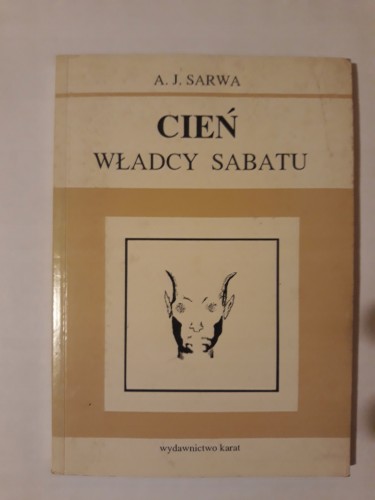 A. J. SARWA
CIEŃ
WŁADCY SABATU
wydawnictwo karat